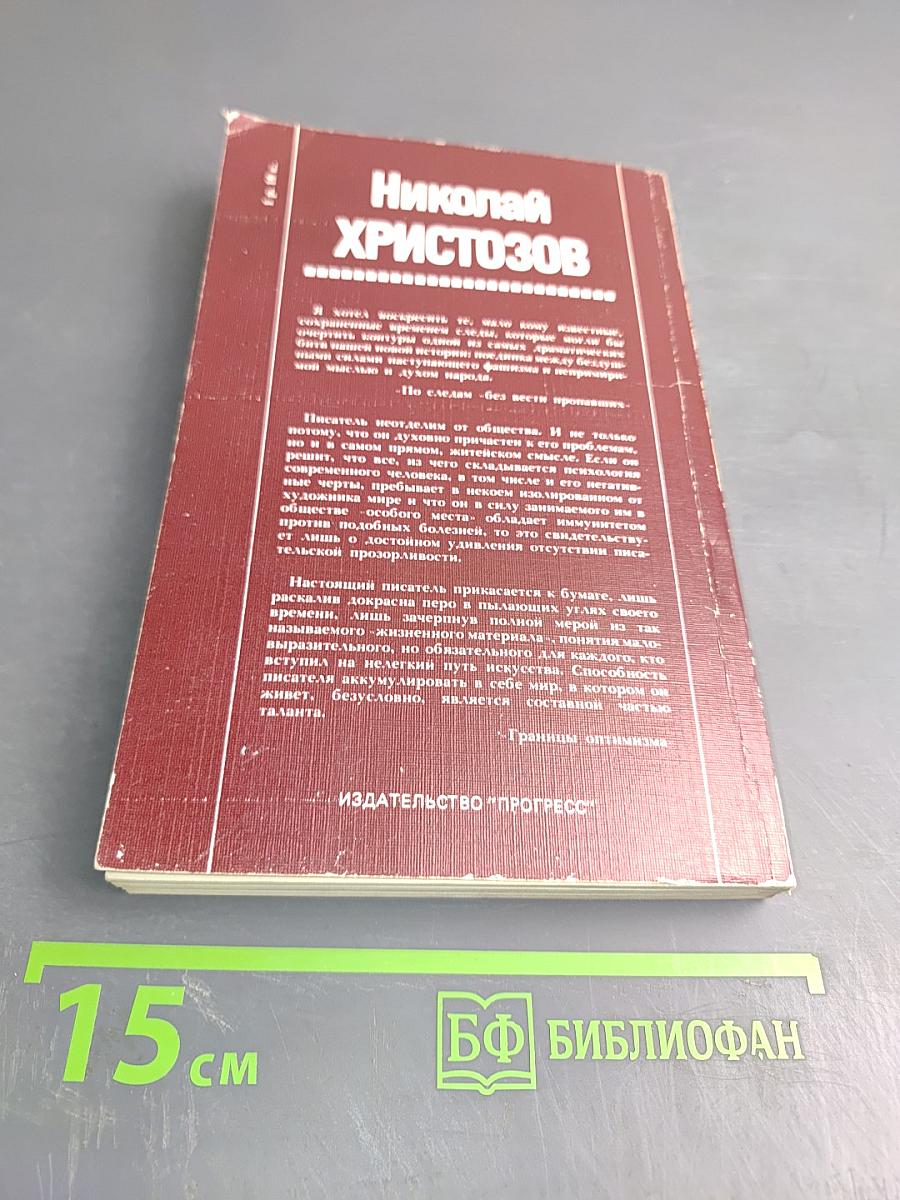 Николай
ХРИСТОЗОВ
Я хотел воскресить те, мало кому известные,
сохраненные временем следы, которые могли бы
очертить контуры одной из самых драматических
битв нашей новой истории: поединка между бездуш-
ными силами наступающего фашизма и непримири-
мой мыслью и духом народа.
«По следам «без вести пропавших»
Писатель неотделим от общества. И не только
потому, что он духовно причастен к его проблемам,
но и в самом прямом, житейском смысле. Если он
решит, что все, из чего складывается психология
современного человека, в том числе и его негатив-
ные черты, пребывает в некоем изолированном от
художника мире и что он в силу занимаемого им в
обществе «особого места» обладает иммунитетом
против подобных болезней, то это свидетельству-
ет лишь о достойном удивления отсутствии писа-
тельской прозорливости.
Настоящий писатель прикасается к бумаге, лишь
раскалив докрасна перо в пылающих углях своего
времени, лишь зачерпнув полной мерой из так
называемого «жизненного материала», понятия мало-
выразительного, но обязательного для каждого, кто
вступил на нелегкий путь искусства. Способность
писателя аккумулировать в себе мир, в котором он
живет, безусловно, является составной частью
таланта.
«Границы оптимизма
ИЗДАТЕЛЬСТВО "ПРОГРЕСС"
15 см
БФ БИБЛИОФАН